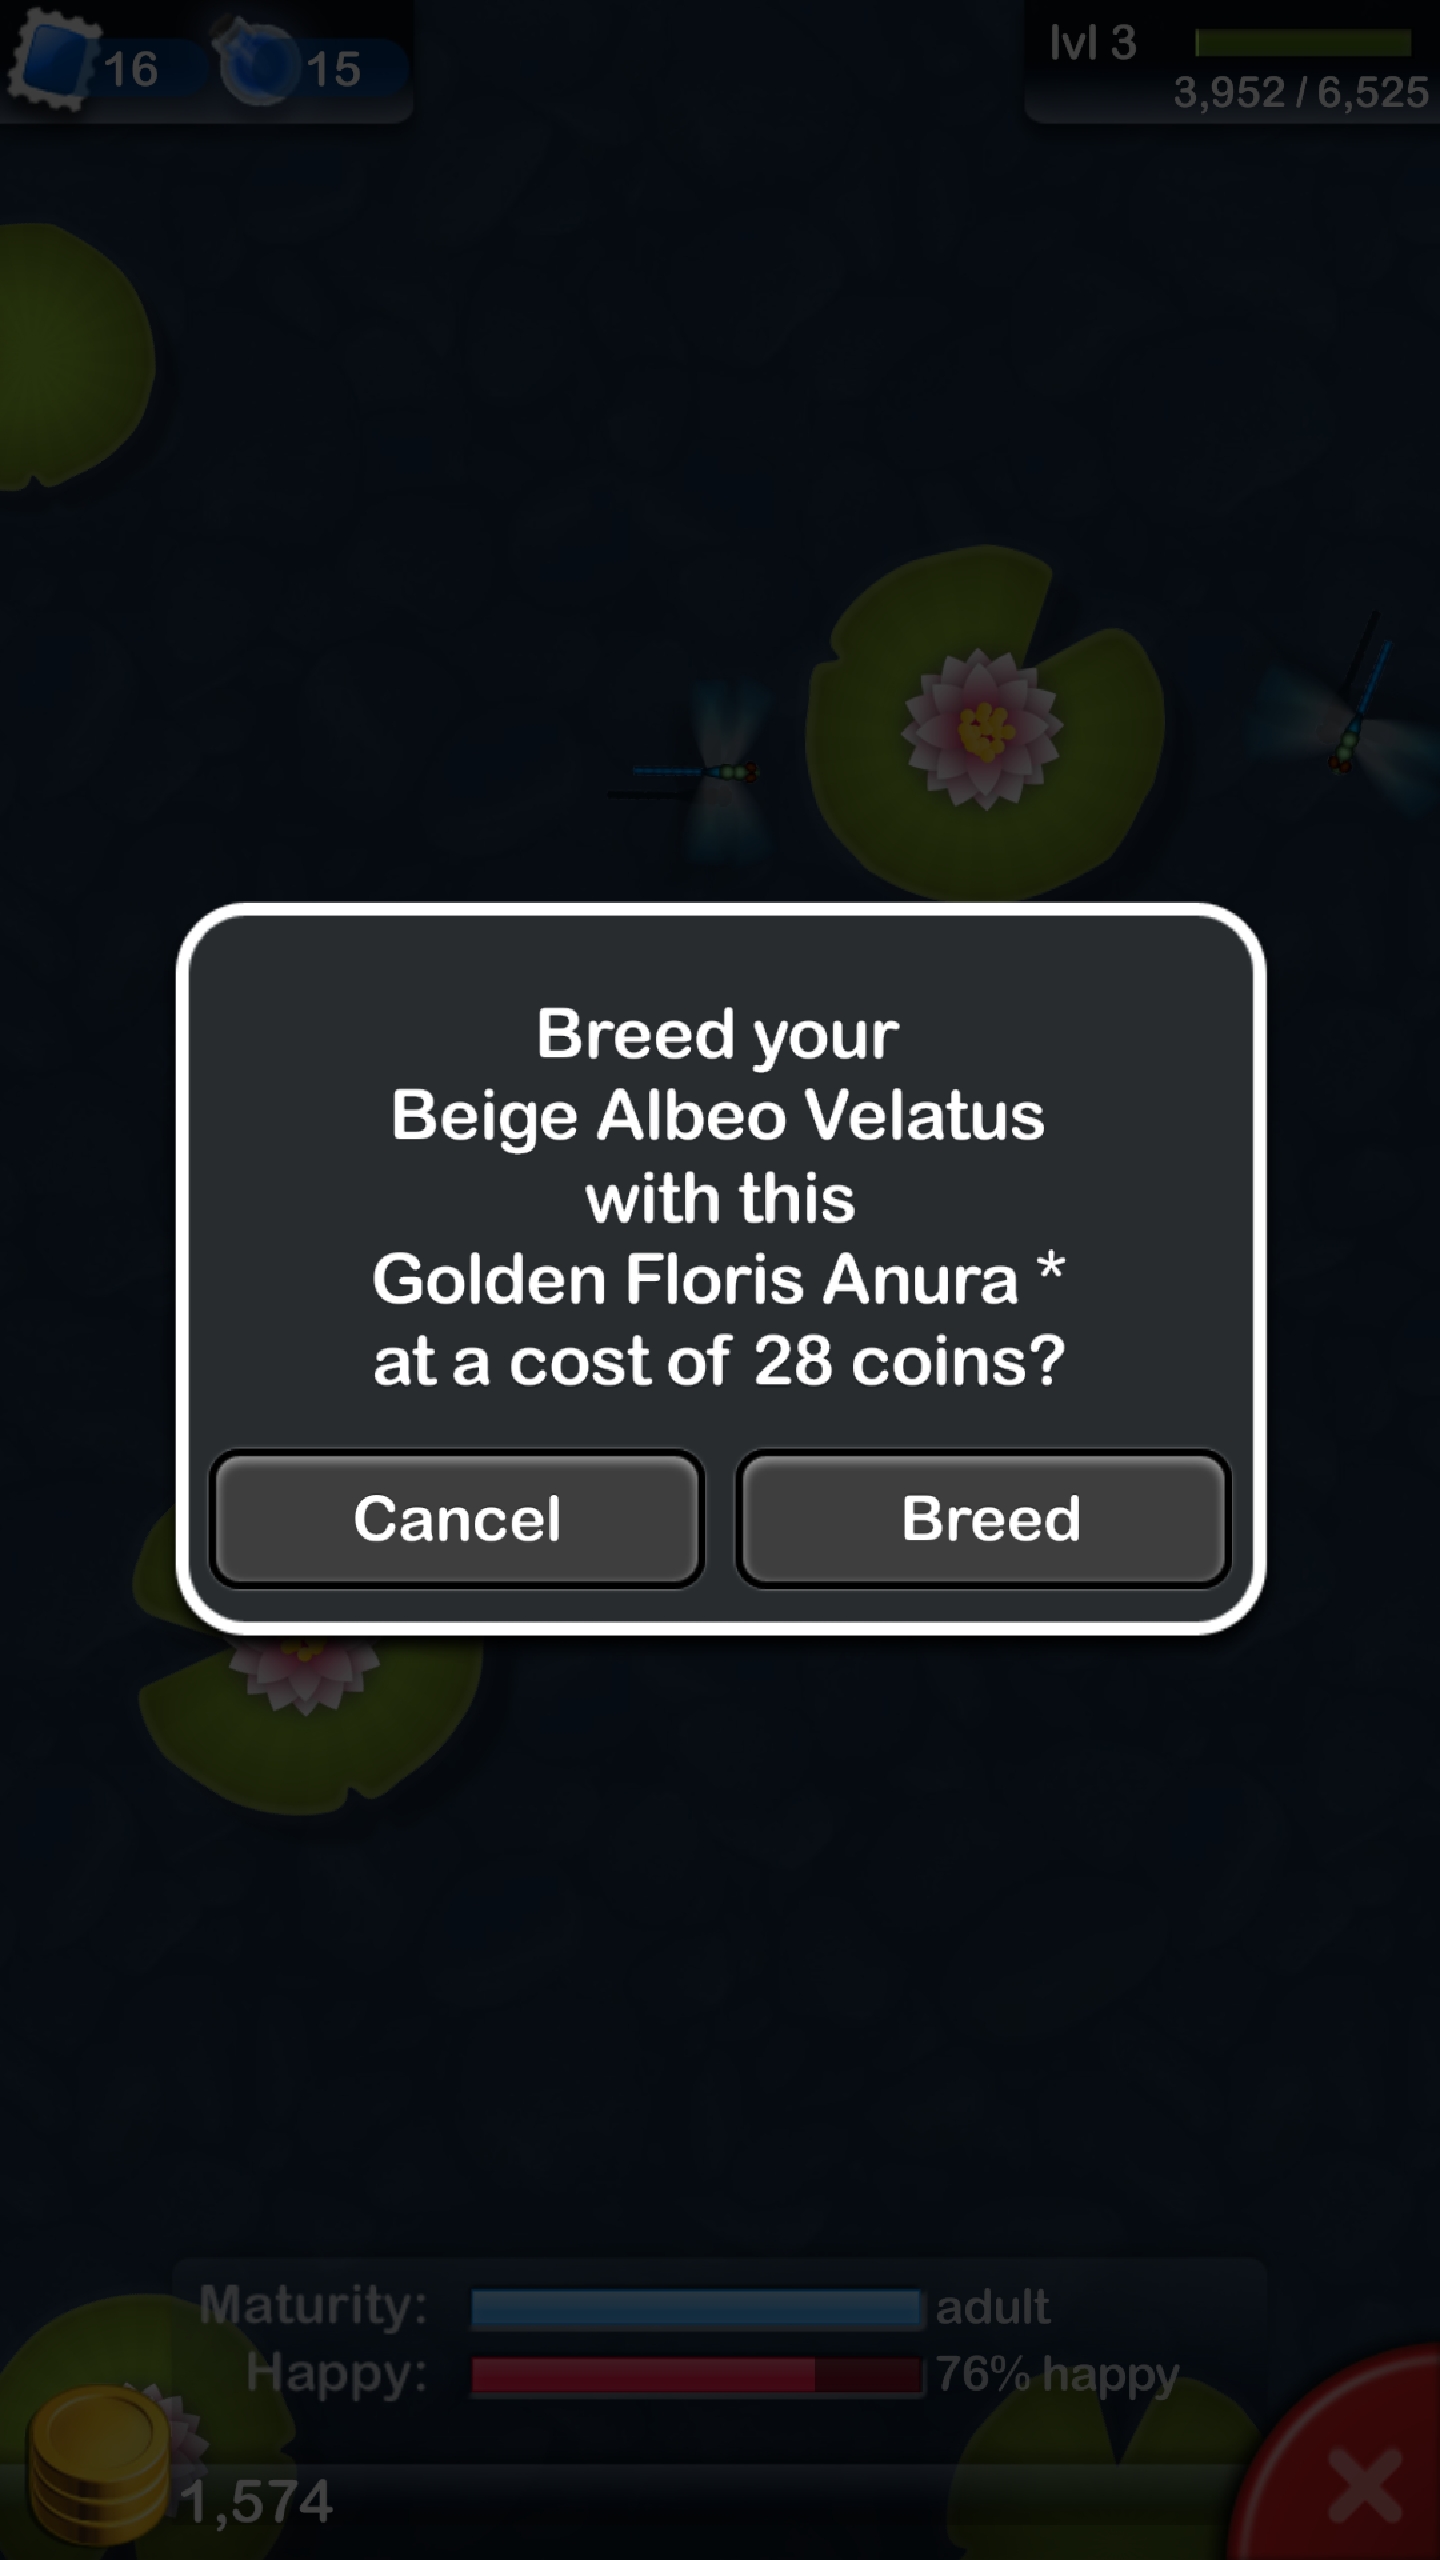 16
15
lvl 3
3,952 / 6,525
Breed your
Beige Albeo Velatus
with this
Golden Floris Anura *
at a cost of 28 coins?
Cancel
Breed
Maturity:
adult
Happy:
76% happy
1,574